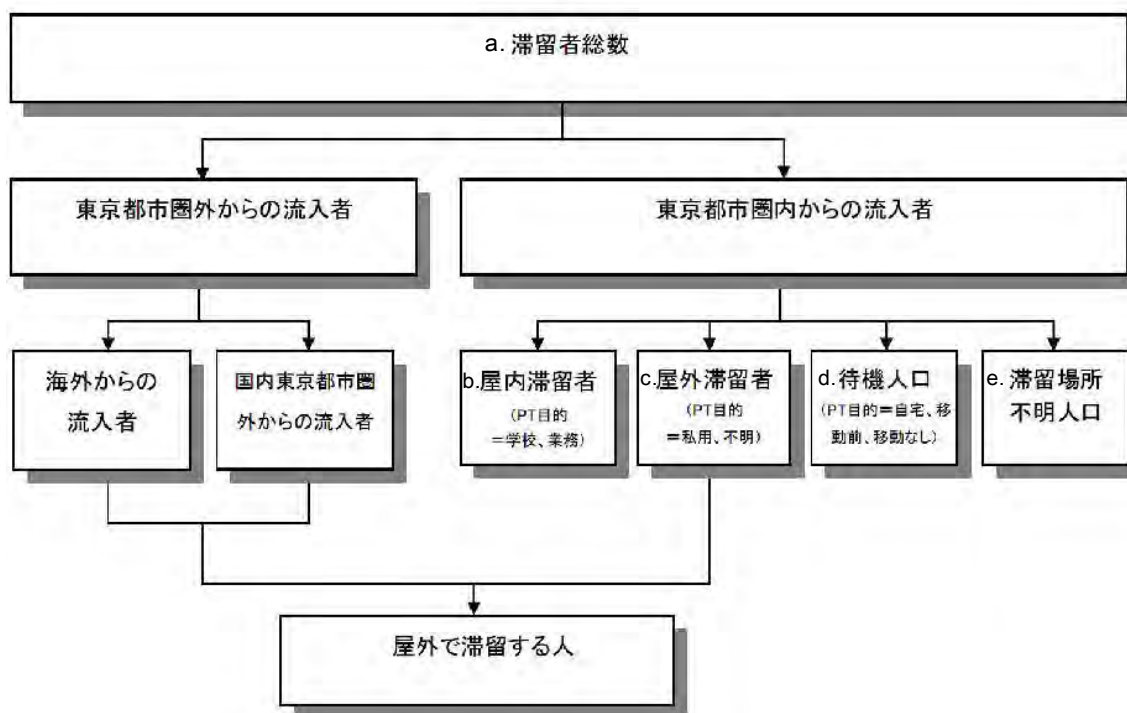 a. 滞留者総数
東京都市圏外からの流入者
東京都市圏内からの流入者
海外からの
流入者
国内東京都市圏
外からの流入者
b.屋内滞留者
(PT目的
＝学校、業務)
c.屋外滞留者
(PT目的
＝私用、不明)
d.待機人口
(PT目的＝自宅、移
動前、移動なし)
e. 滞留場所
不明人口
屋外で滞留する人